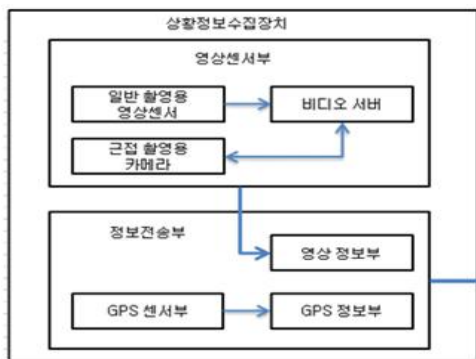 상황정보수집장치
영상센서부
일반 촬영용
영상센서
비디오 서버
근접 촬영용
카메라
정보전송부
영상 정보부
GPS 센서부
GPS 정보부